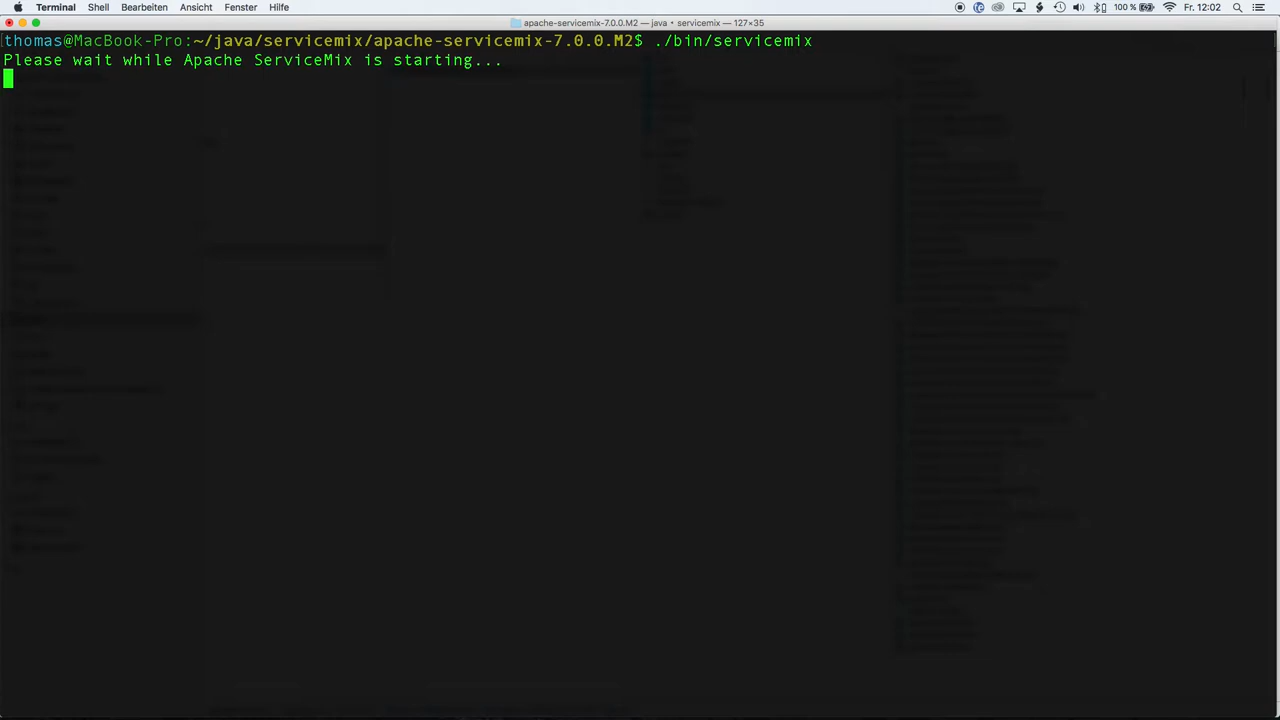 Terminal Shell Bearbeiten Ansicht Fenster Hilfe 100 % Fr. 12:02
apache-servicemix-7.0.0.M2 — java • servicemix — 127×35
thomas@MacBook-Pro:~/java/servicemix/apache-servicemix-7.0.0.M2$ ./bin/servicemix
Please wait while Apache ServiceMix is starting...